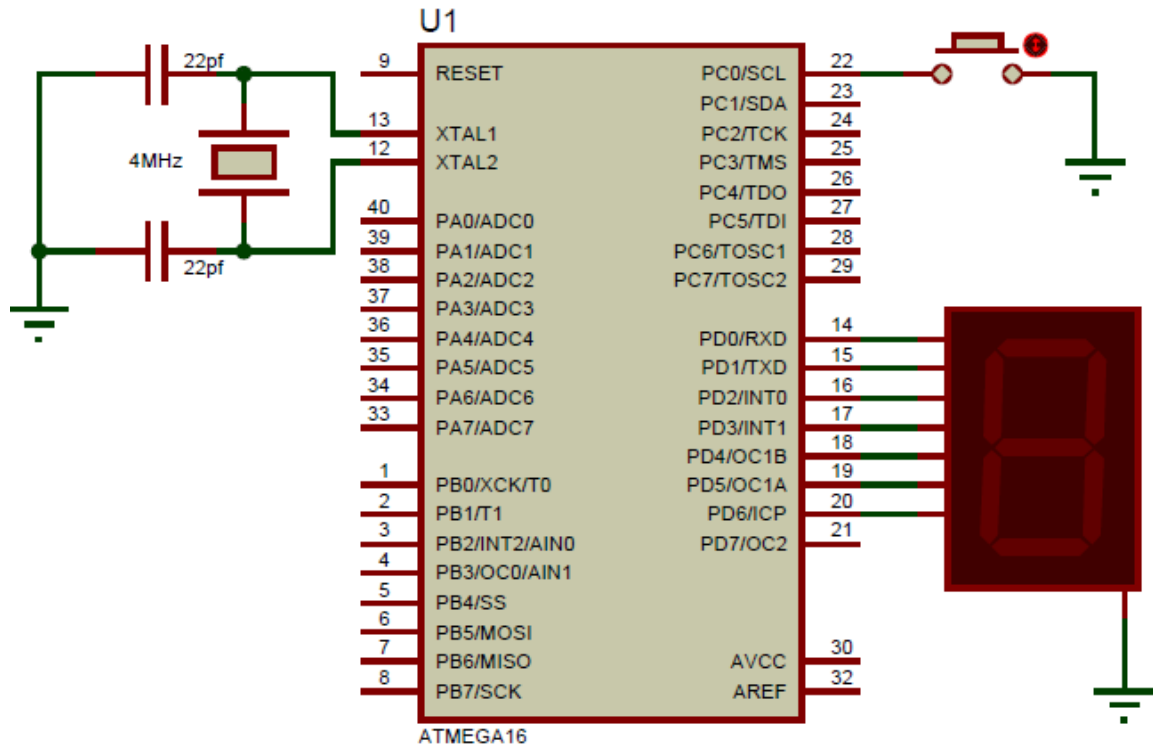 U1
22pf
4MHz
22pf
9 RESET
13 XTAL1
12 XTAL2
40 PA0/ADC0
39 PA1/ADC1
38 PA2/ADC2
37 PA3/ADC3
36 PA4/ADC4
35 PA5/ADC5
34 PA6/ADC6
33 PA7/ADC7
1 PB0/XCK/T0
2 PB1/T1
3 PB2/INT2/AIN0
4 PB3/OC0/AIN1
5 PB4/SS
6 PB5/MOSI
7 PB6/MISO
8 PB7/SCK
PC0/SCL 22
PC1/SDA 23
PC2/TCK 24
PC3/TMS 25
PC4/TDO 26
PC5/TDI 27
PC6/TOSC1 28
PC7/TOSC2 29
PD0/RXD 14
PD1/TXD 15
PD2/INT0 16
PD3/INT1 17
PD4/OC1B 18
PD5/OC1A 19
PD6/ICP 20
PD7/OC2 21
AVCC 30
AREF 32
ATMEGA16